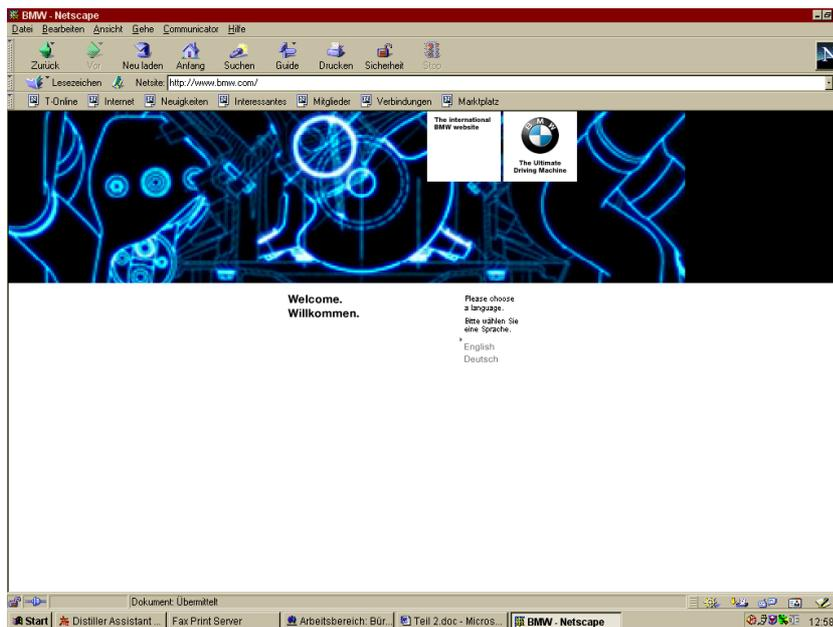 BMW - Netscape
Datei Bearbeiten Ansicht Gehe Communicator Hilfe
Zurück Vor Neu laden Anfang Suchen Guide Drucken Sicherheit Stop
Lesezeichen Netsite: http://www.bmw.com/
T-Online Internet Neuigkeiten Interessantes Mitglieder Verbindungen Marktplatz
N
The international
BMW website
BMW
The Ultimate
Driving Machine
Welcome.
Willkommen.
Please choose
a language.
Bitte wählen Sie
eine Sprache.
English
Deutsch
Dokument: Übermittelt
Start Distiller Assistant ... Fax Print Server Arbeitsbereich: Bür... Teil 2.doc - Micros... BMW - Netscape 12:58